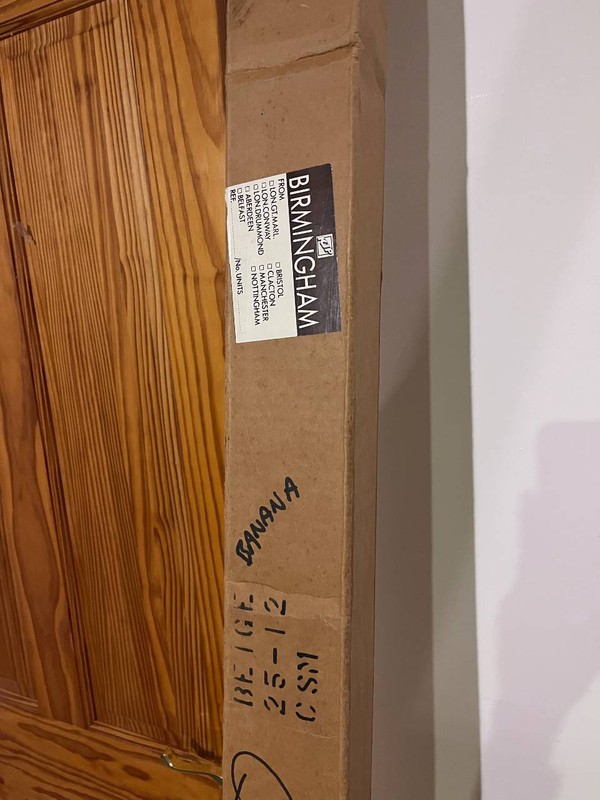 BIRMINGHAM
FROM
□ LON.GT.MARL.
□ LON.CONWAY
□ LON.DRUMMOND
□ ABERDEEN
□ BELFAST
REF.
□ BRISTOL
□ CLACTON
□ MANCHESTER
□ NOTTINGHAM
/No. UNITS
BANANA
BEIGE
25-12
CSM